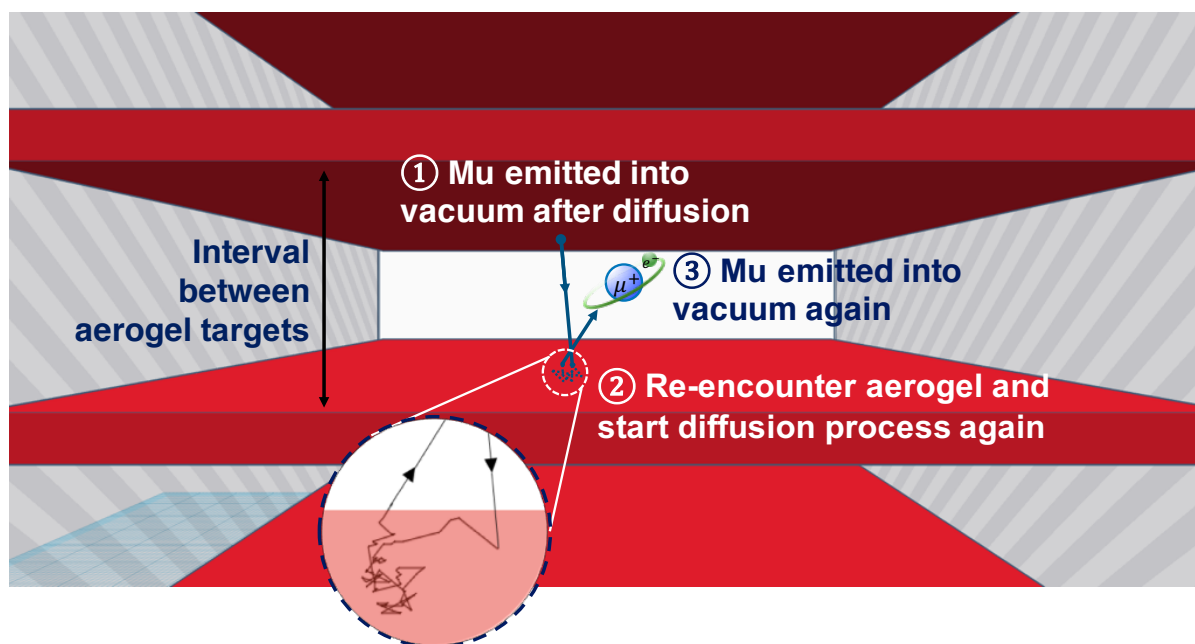 ① Mu emitted into
vacuum after diffusion
Interval
between
aerogel targets
μ⁺
e⁻
③ Mu emitted into
vacuum again
② Re-encounter aerogel and
start diffusion process again